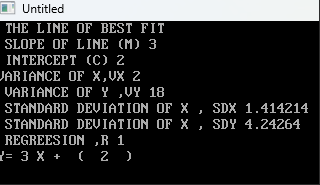 Untitled
THE LINE OF BEST FIT
SLOPE OF LINE (M) 3
INTERCEPT (C) 2
VARIANCE OF X,VX 2
VARIANCE OF Y ,VY 18
STANDARD DEVIATION OF X , SDX 1.414214
STANDARD DEVIATION OF X , SDY 4.24264
REGREESION ,R 1
Y= 3 X + ( 2 )